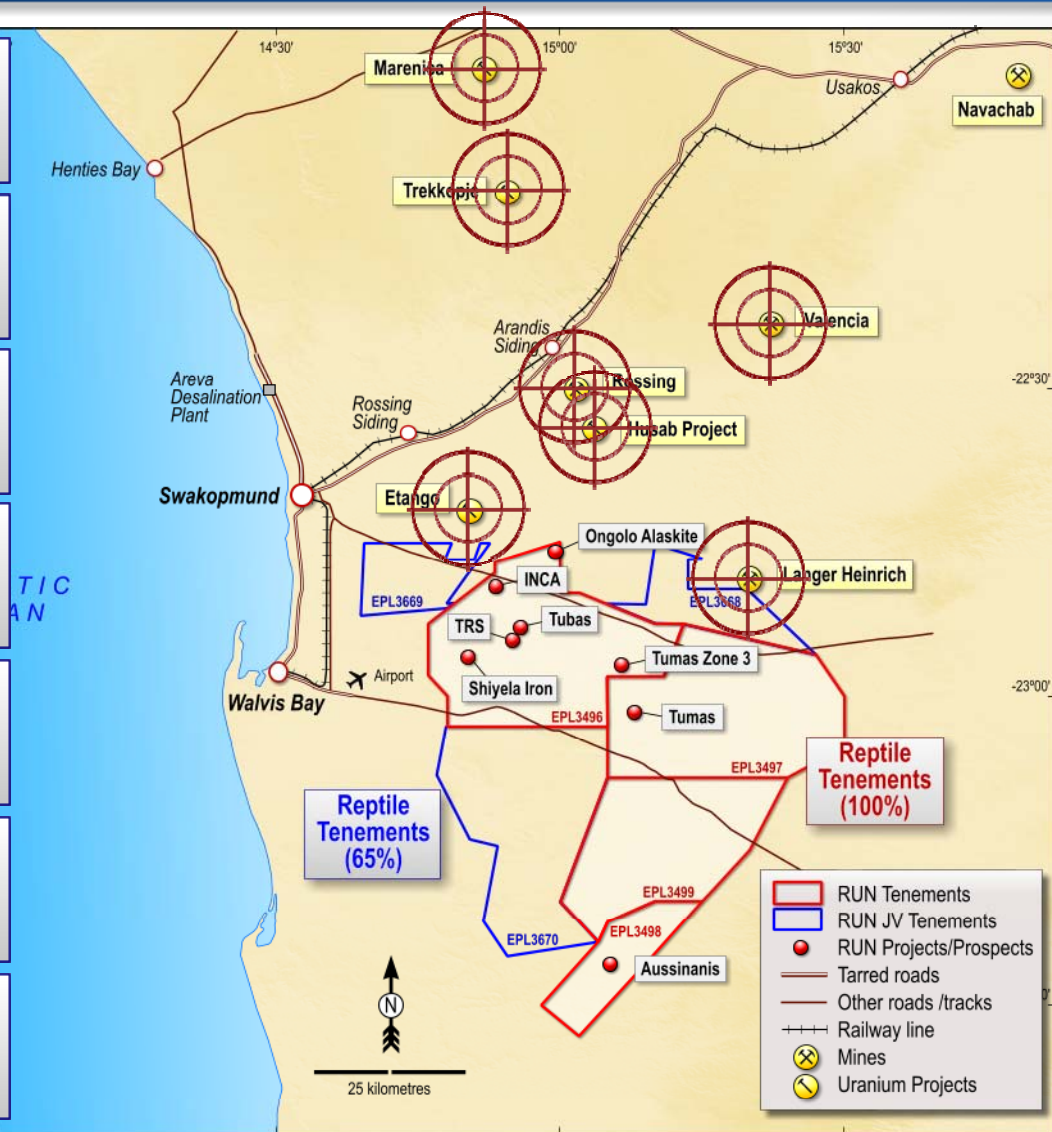 14°30'
15°00'
15°30'
Marenica
Usakos
Navachab
Henties Bay
Trekkopje
Arandis
Siding
Valencia
Areva
Desalination
Plant
Rossing
-22°30'
Rossing
Siding
Husab Project
Swakopmund
Etango
Ongolo Alaskite
TIC
AN
INCA
Langer Heinrich
EPL3669
EPL3668
TRS
Tubas
Tumas Zone 3
Airport
Shiyela Iron
-23°00'
Walvis Bay
EPL3496
Tumas
Reptile
Tenements
(100%)
EPL3497
Reptile
Tenements
(65%)
EPL3499
RUN Tenements
RUN JV Tenements
EPL3498
EPL3670
RUN Projects/Prospects
Aussinanis
Tarred roads
N
Other roads /tracks
Railway line
Mines
25 kilometres
Uranium Projects